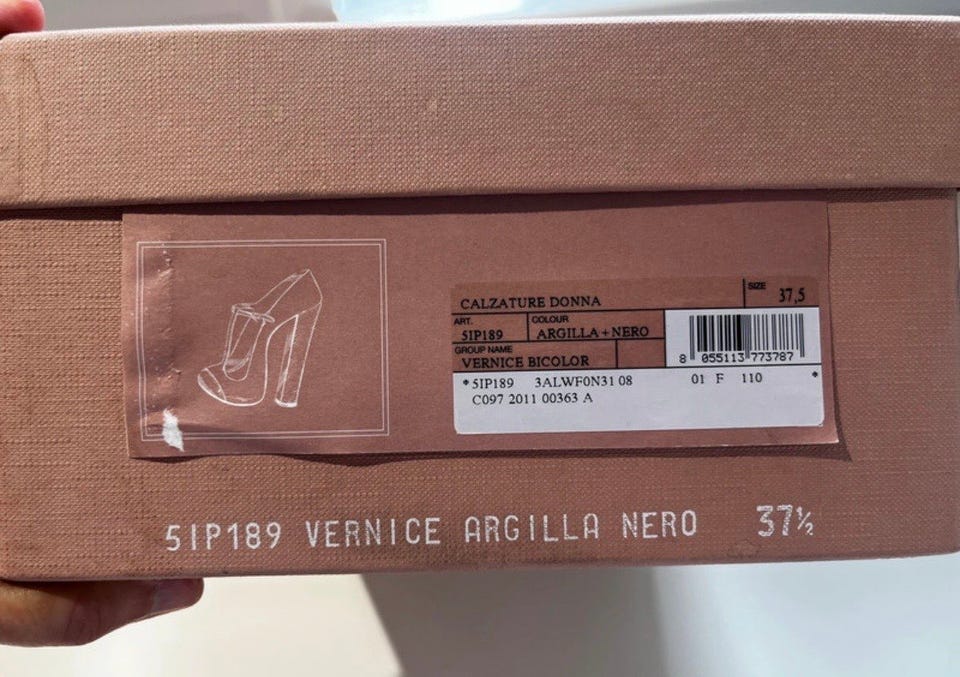 CALZATURE DONNA SIZE 37,5
ART. 5IP189 COLOUR ARGILLA+NERO
GROUP NAME
VERNICE BICOLOR
8 055113 773787
*5IP189 3ALWF0N31 08 01 F 110 *
C097 2011 00363 A
5IP189 VERNICE ARGILLA NERO 37½